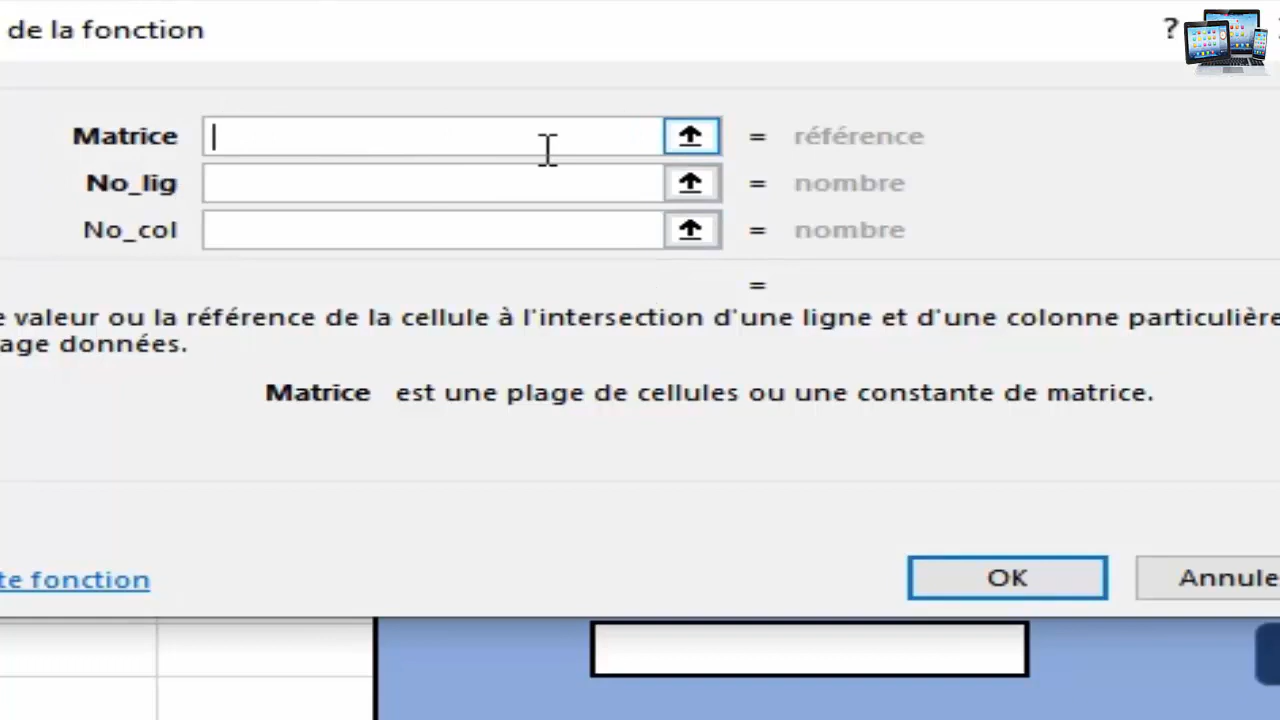 de la fonction ?
Matrice = référence
No_lig = nombre
No_col = nombre
=
valeur ou la référence de la cellule à l'intersection d'une ligne et d'une colonne particulière
age données.
Matrice est une plage de cellules ou une constante de matrice.
te fonction OK Annule